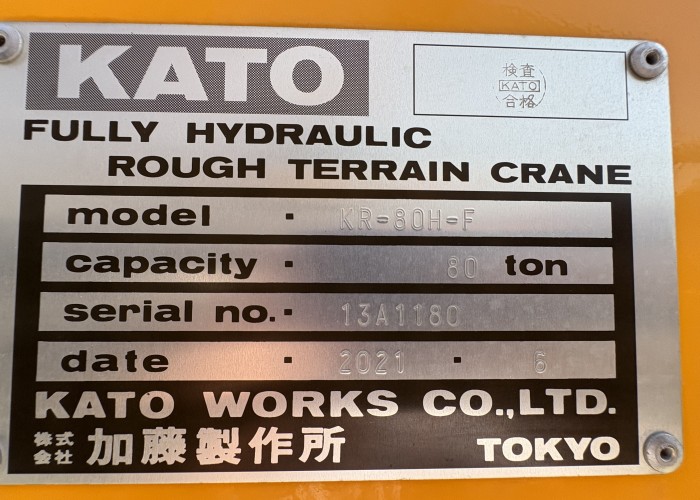 KATO
検査
KATO
合格
FULLY HYDRAULIC
ROUGH TERRAIN CRANE
model · KR-80H-F
capacity · 80 ton
serial no. · 13A1180
date · 2021 · 6
KATO WORKS CO.,LTD.
株式会社 加藤製作所 TOKYO